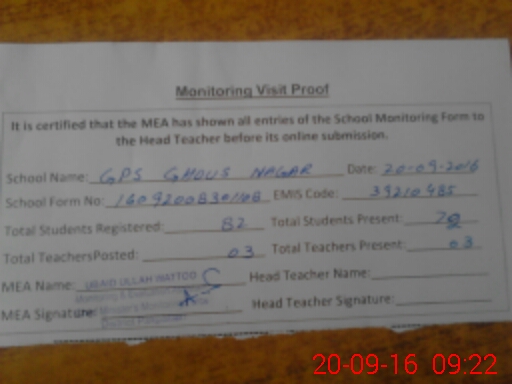 Monitoring Visit Proof
It is certified that the MEA has shown all entries of the School Monitoring Form to
the Head Teacher before its online submission.
School Name: GPS GHOUS NAGAR Date: 20-09-2016
School Form No: EMIS Code: 39210485
Total Students Registered: 82 Total Students Present:
Total TeachersPosted: 03 Total Teachers Present: 03
MEA Name: UBAID ULLAH WATTOO Head Teacher Name:
MEA Signature: Head Teacher Signature:
20-09-16 09:22